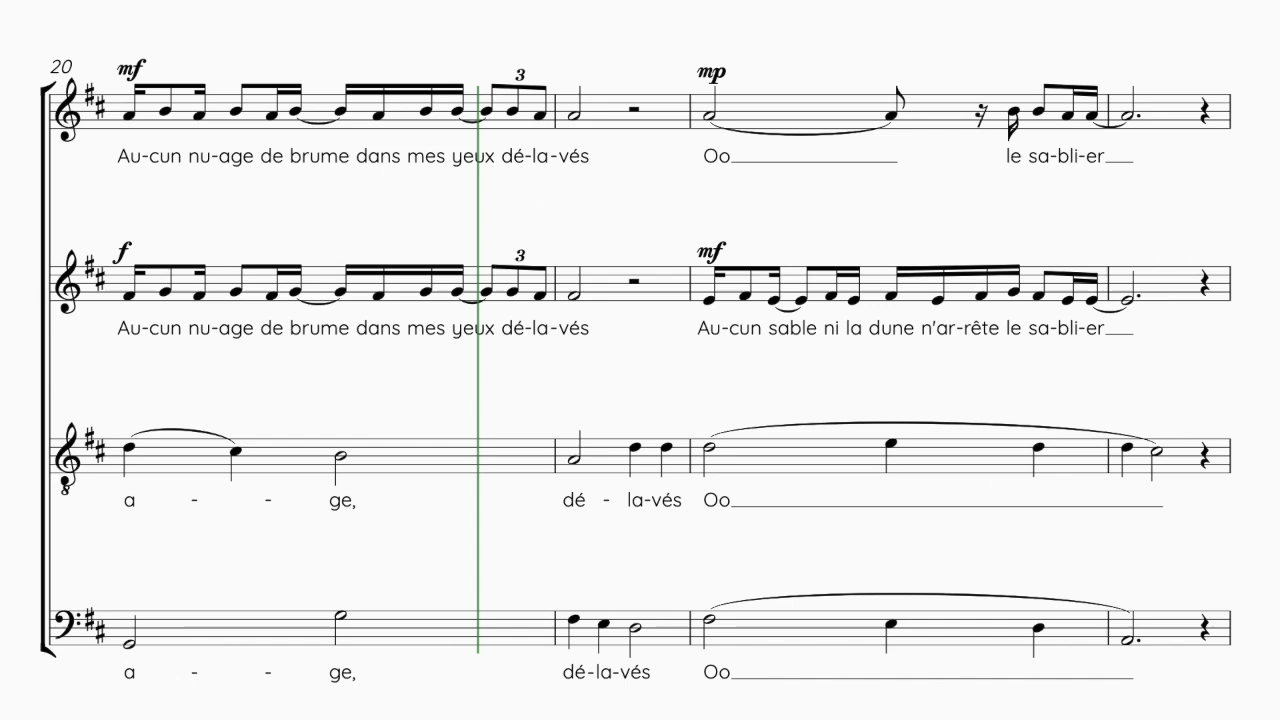 20
mf
mp
3
Au-cun nu-age de brume dans mes yeux dé-la-vés Oo le sa-bli-er
f
mf
3
Au-cun nu-age de brume dans mes yeux dé-la-vés Au-cun sable ni la dune n'ar-rête le sa-bli-er
8
a - - ge, dé - la-vés Oo
a - - ge, dé-la-vés Oo